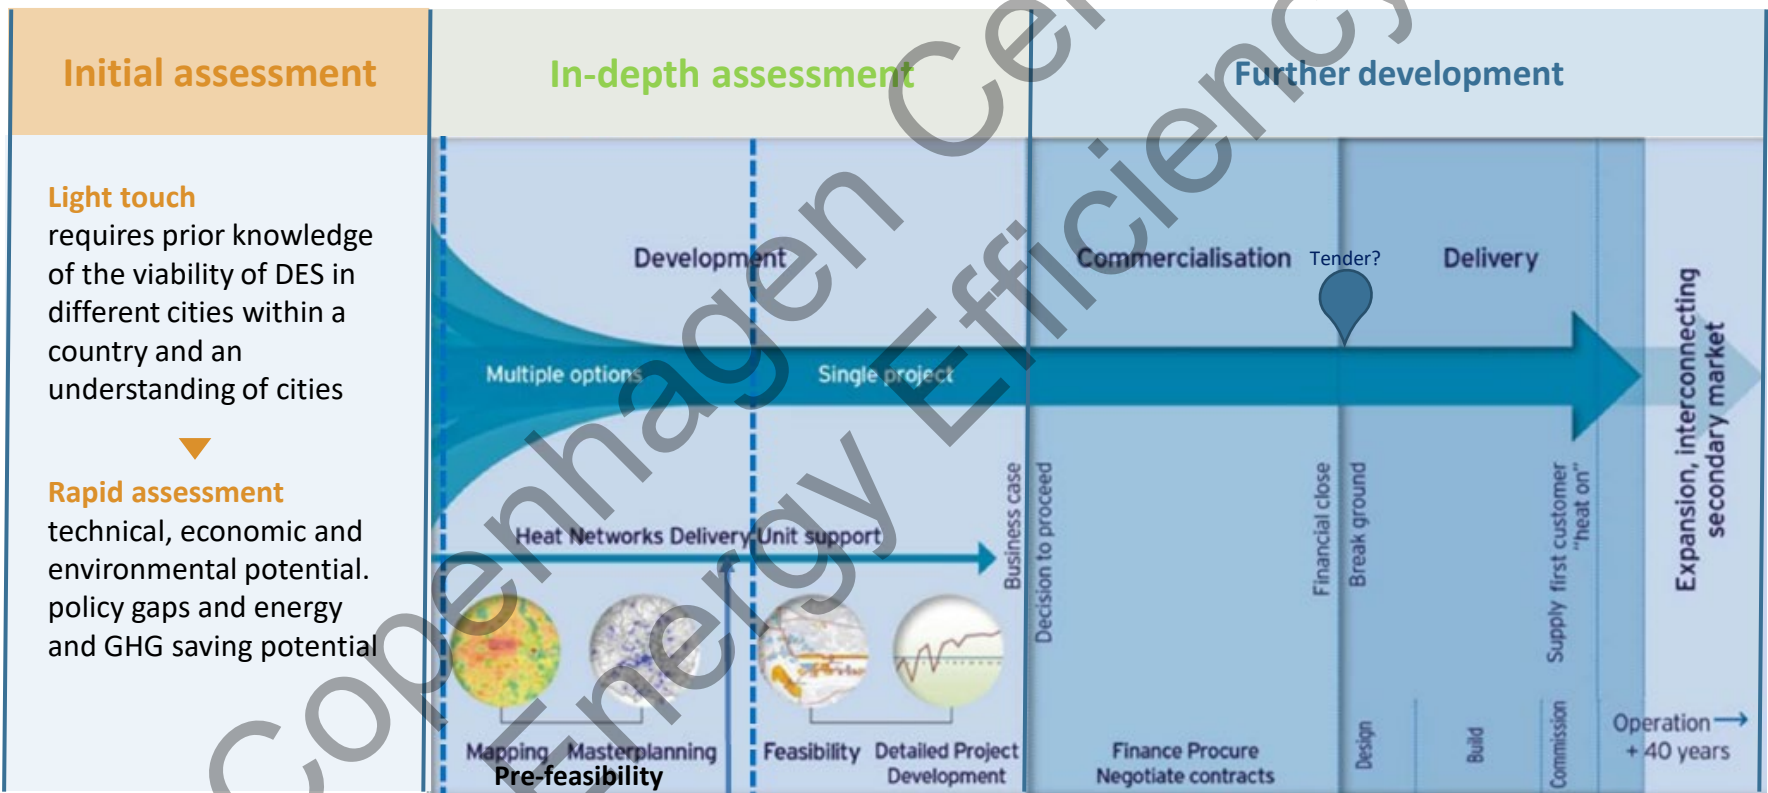 Initial assessment
In-depth assessment
Further development
Light touch
requires prior knowledge
of the viability of DES in
different cities within a
country and an
understanding of cities
Rapid assessment
technical, economic and
environmental potential.
policy gaps and energy
and GHG saving potential
Development
Multiple options
Single project
Heat Networks Delivery Unit support
Mapping
Masterplanning
Pre-feasibility
Feasibility
Detailed Project
Development
Business case
Decision to proceed
Commercialisation
Tender?
Delivery
Financial close
Break ground
Supply first customer
"heat on"
Finance Procure
Negotiate contracts
Design
Build
Commission
Expansion, interconnecting
secondary market
Operation
+ 40 years
Copenhagen Cen
Energy Efficiency